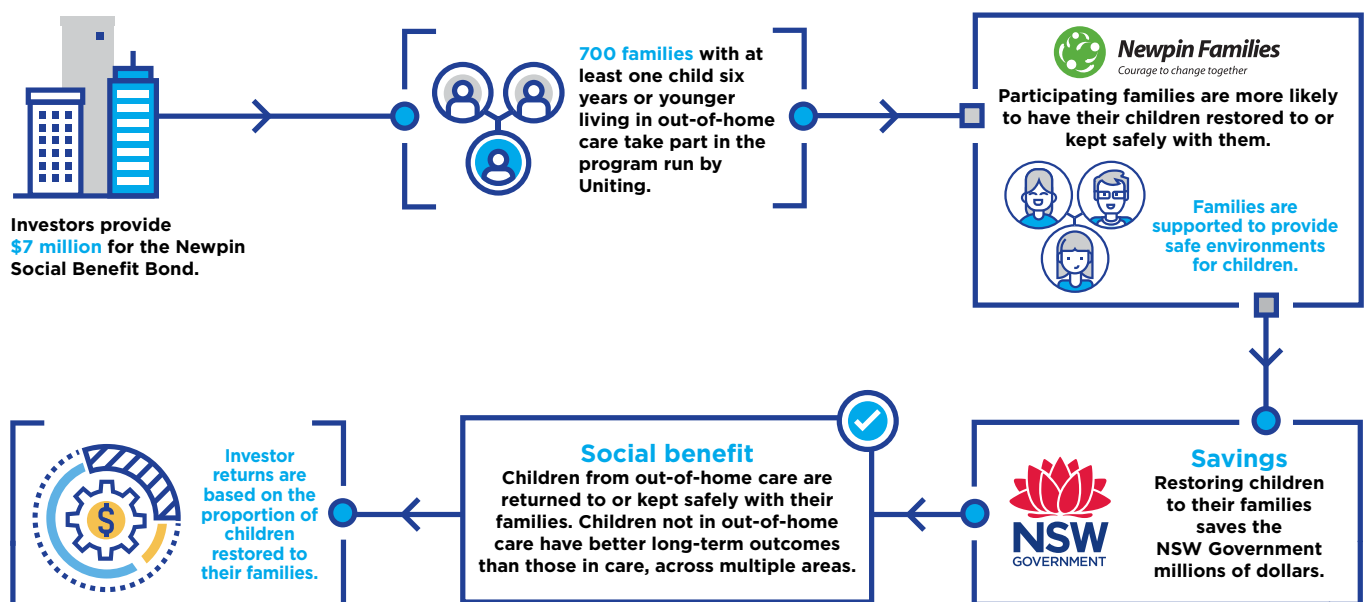 Investors provide
$7 million for the Newpin
Social Benefit Bond.
700 families with at
least one child six
years or younger
living in out-of-home
care take part in the
program run by
Uniting.
Newpin Families
Courage to change together
Participating families are more likely
to have their children restored to or
kept safely with them.
Families are
supported to provide
safe environments
for children.
NSW
GOVERNMENT
Savings
Restoring children
to their families
saves the
NSW Government
millions of dollars.
Social benefit
Children from out-of-home care are
returned to or kept safely with their
families. Children not in out-of-home
care have better long-term outcomes
than those in care, across multiple areas.
$
Investor
returns are
based on the
proportion of
children
restored to
their families.